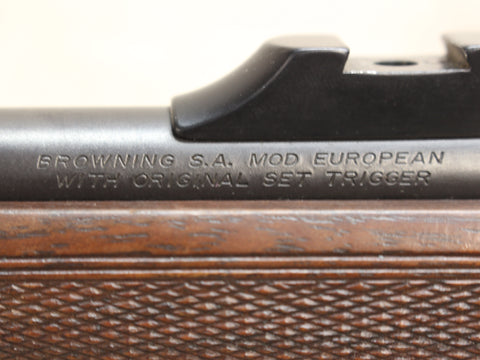 BROWNING S.A. MOD EUROPEAN
WITH ORIGINAL SET TRIGGER